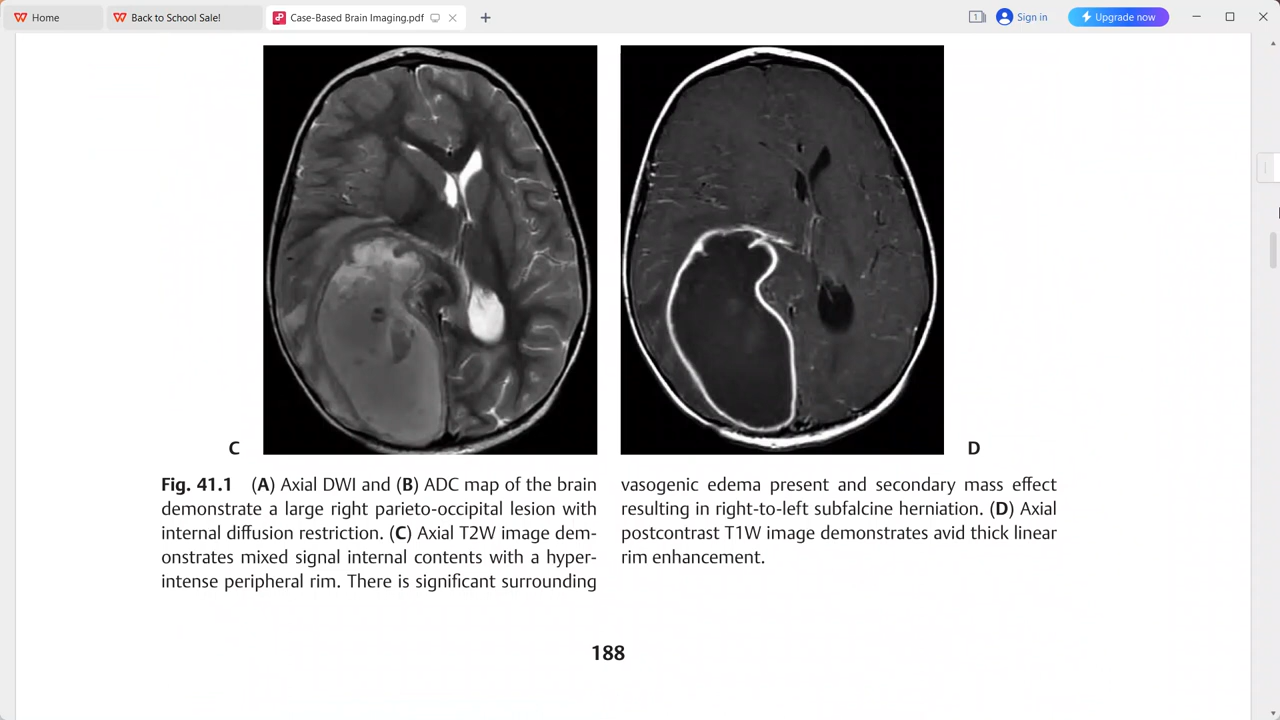 Home
Back to School Sale!
Case-Based Brain Imaging.pdf
1
Sign in
Upgrade now
C
D
Fig. 41.1 (A) Axial DWI and (B) ADC map of the brain
demonstrate a large right parieto-occipital lesion with
internal diffusion restriction. (C) Axial T2W image dem-
onstrates mixed signal internal contents with a hyper-
intense peripheral rim. There is significant surrounding
vasogenic edema present and secondary mass effect
resulting in right-to-left subfalcine herniation. (D) Axial
postcontrast T1W image demonstrates avid thick linear
rim enhancement.
188